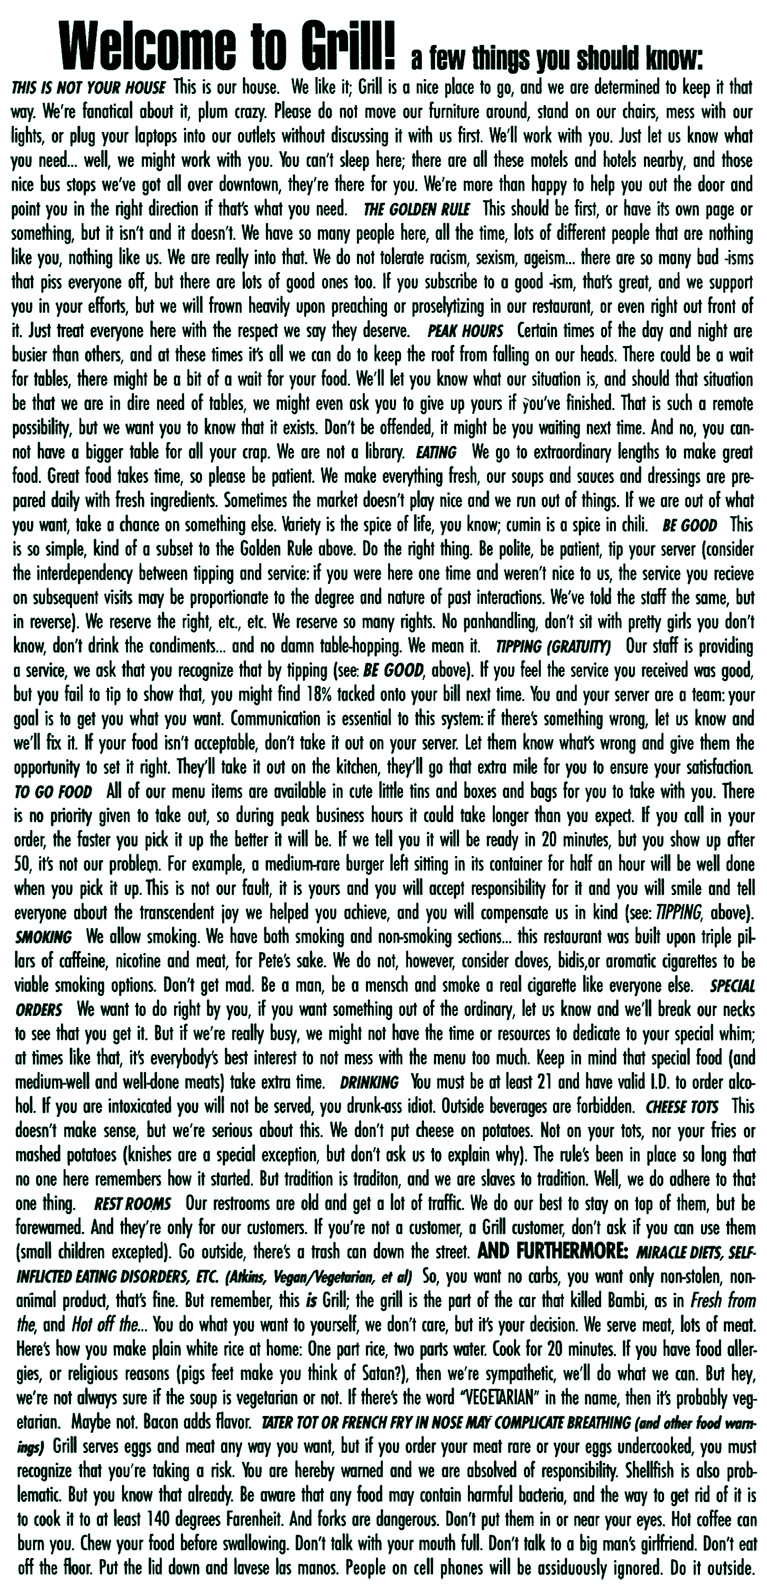 Welcome to Grill! a few things you should know:
THIS IS NOT YOUR HOUSE This is our house. We like it; Grill is a nice place to go, and we are determined to keep it that
way. We're fanatical about it, plum crazy. Please do not move our furniture around, stand on our chairs, mess with our
lights, or plug your laptops into our outlets without discussing it with us first. We'll work with you. Just let us know what
you need... well, we might work with you. You can't sleep here; there are all these motels and hotels nearby, and those
nice bus stops we've got all over downtown, they're there for you. We're more than happy to help you out the door and
point you in the right direction if that's what you need. THE GOLDEN RULE This should be first, or have its own page or
something, but it isn't and it doesn't. We have so many people here, all the time, lots of different people that are nothing
like you, nothing like us. We are really into that. We do not tolerate racism, sexism, ageism... there are so many bad -isms
that piss everyone off, but there are lots of good ones too. If you subscribe to a good -ism, that's great, and we support
you in your efforts, but we will frown heavily upon preaching or proselytizing in our restaurant, or even right out front of
it. Just treat everyone here with the respect we say they deserve. PEAK HOURS Certain times of the day and night are
busier than others, and at these times it's all we can do to keep the roof from falling on our heads. There could be a wait
for tables, there might be a bit of a wait for your food. We'll let you know what our situation is, and should that situation
be that we are in dire need of tables, we might even ask you to give up yours if you've finished. That is such a remote
possibility, but we want you to know that it exists. Don't be offended, it might be you waiting next time. And no, you can-
not have a bigger table for all your crap. We are not a library. EATING We go to extraordinary lengths to make great
food. Great food takes time, so please be patient. We make everything fresh, our soups and sauces and dressings are pre-
pared daily with fresh ingredients. Sometimes the market doesn't play nice and we run out of things. If we are out of what
you want, take a chance on something else. Variety is the spice of life, you know; cumin is a spice in chili. BE GOOD This
is so simple, kind of a subset to the Golden Rule above. Do the right thing. Be polite, be patient, tip your server (consider
the interdependency between tipping and service: if you were here one time and weren't nice to us, the service you recieve
on subsequent visits may be proportionate to the degree and nature of past interactions. We've told the staff the same, but
in reverse). We reserve the right, etc., etc. We reserve so many rights. No panhandling, don't sit with pretty girls you don't
know, don't drink the condiments... and no damn table-hopping. We mean it. TIPPING (GRATUITY) Our staff is providing
a service, we ask that you recognize that by tipping (see: BE GOOD, above). If you feel the service you received was good,
but you fail to tip to show that, you might find 18% tacked onto your bill next time. You and your server are a team: your
goal is to get you what you want. Communication is essential to this system: if there's something wrong, let us know and
we'll fix it. If your food isn't acceptable, don't take it out on your server. Let them know what's wrong and give them the
opportunity to set it right. They'll take it out on the kitchen, they'll go that extra mile for you to ensure your satisfaction.
TO GO FOOD All of our menu items are available in cute little tins and boxes and bags for you to take with you. There
is no priority given to take out, so during peak business hours it could take longer than you expect. If you call in your
order, the faster you pick it up the better it will be. If we tell you it will be ready in 20 minutes, but you show up after
50, it's not our problem. For example, a medium-rare burger left sitting in its container for half an hour will be well done
when you pick it up. This is not our fault, it is yours and you will accept responsibility for it and you will smile and tell
everyone about the transcendent joy we helped you achieve, and you will compensate us in kind (see: TIPPING, above).
SMOKING We allow smoking. We have both smoking and non-smoking sections... this restaurant was built upon triple pil-
lars of caffeine, nicotine and meat, for Pete's sake. We do not, however, consider cloves, bidis,or aromatic cigarettes to be
viable smoking options. Don't get mad. Be a man, be a mensch and smoke a real cigarette like everyone else. SPECIAL
ORDERS We want to do right by you, if you want something out of the ordinary, let us know and we'll break our necks
to see that you get it. But if we're really busy, we might not have the time or resources to dedicate to your special whim;
at times like that, it's everybody's best interest to not mess with the menu too much. Keep in mind that special food (and
medium-well and well-done meats) take extra time. DRINKING You must be at least 21 and have valid I.D. to order alco-
hol. If you are intoxicated you will not be served, you drunk-ass idiot. Outside beverages are forbidden. CHEESE TOTS This
doesn't make sense, but we're serious about this. We don't put cheese on potatoes. Not on your tots, nor your fries or
mashed potatoes (knishes are a special exception, but don't ask us to explain why). The rule's been in place so long that
no one here remembers how it started. But tradition is traditon, and we are slaves to tradition. Well, we do adhere to that
one thing. REST ROOMS Our restrooms are old and get a lot of traffic. We do our best to stay on top of them, but be
forewarned. And they're only for our customers. If you're not a customer, a Grill customer, don't ask if you can use them
(small children excepted). Go outside, there's a trash can down the street. AND FURTHERMORE: MIRACLE DIETS, SELF-
INFLICTED EATING DISORDERS, ETC. (Atkins, Vegan/Vegetarian, et al) So, you want no carbs, you want only non-stolen, non-
animal product, that's fine. But remember, this is Grill; the grill is the part of the car that killed Bambi, as in Fresh from
the, and Hot off the... You do what you want to yourself, we don't care, but it's your decision. We serve meat, lots of meat.
Here's how you make plain white rice at home: One part rice, two parts water. Cook for 20 minutes. If you have food aller-
gies, or religious reasons (pigs feet make you think of Satan?), then we're sympathetic, we'll do what we can. But hey,
we're not always sure if the soup is vegetarian or not. If there's the word "VEGETARIAN" in the name, then it's probably veg-
etarian. Maybe not. Bacon adds flavor. TATER TOT OR FRENCH FRY IN NOSE MAY COMPLICATE BREATHING (and other food warn-
ings) Grill serves eggs and meat any way you want, but if you order your meat rare or your eggs undercooked, you must
recognize that you're taking a risk. You are hereby warned and we are absolved of responsibility. Shellfish is also prob-
lematic. But you know that already. Be aware that any food may contain harmful bacteria, and the way to get rid of it is
to cook it to at least 140 degrees Farenheit. And forks are dangerous. Don't put them in or near your eyes. Hot coffee can
burn you. Chew your food before swallowing. Don't talk with your mouth full. Don't talk to a big man's girlfriend. Don't eat
off the floor. Put the lid down and lavese las manos. People on cell phones will be assiduously ignored. Do it outside.